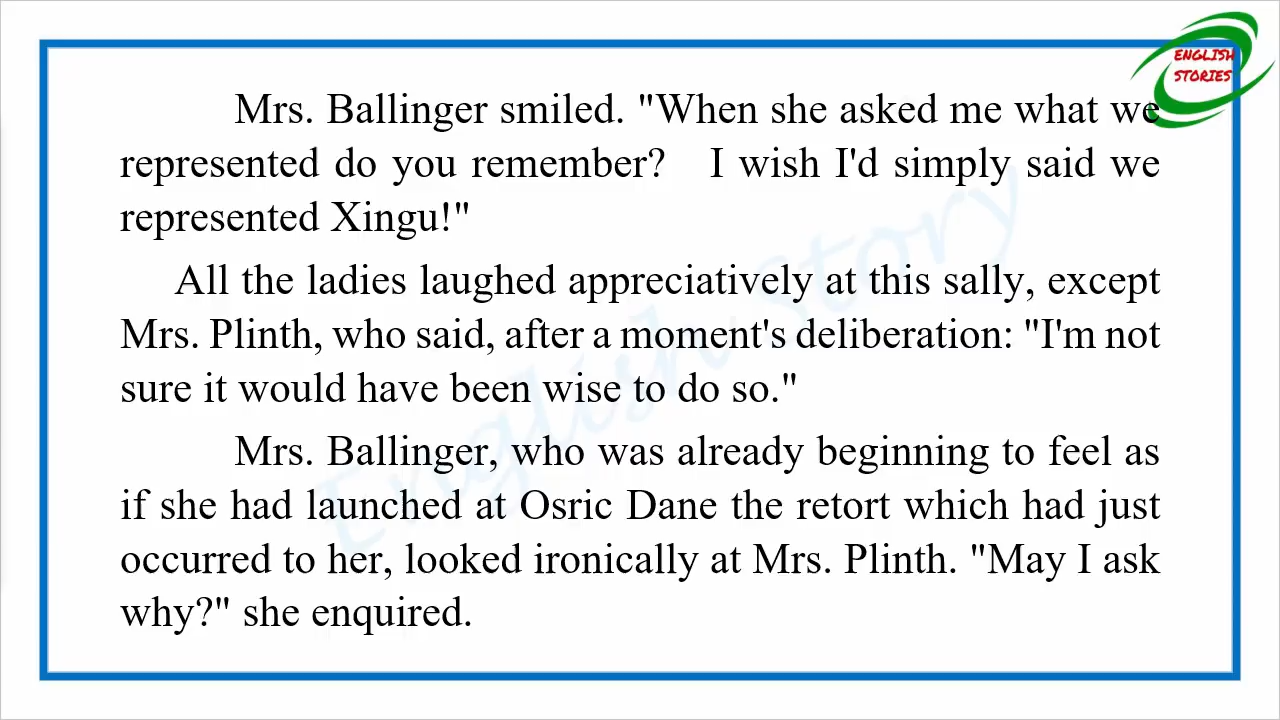 ENGLISH
STORIES
Mrs. Ballinger smiled. "When she asked me what we
represented do you remember? I wish I'd simply said we
represented Xingu!"
All the ladies laughed appreciatively at this sally, except
Mrs. Plinth, who said, after a moment's deliberation: "I'm not
sure it would have been wise to do so."
Mrs. Ballinger, who was already beginning to feel as
if she had launched at Osric Dane the retort which had just
occurred to her, looked ironically at Mrs. Plinth. "May I ask
why?" she enquired.
English Story